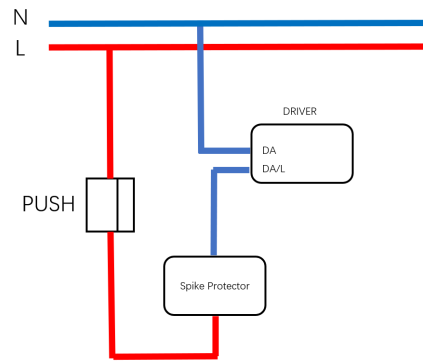 N
L
DRIVER
DA
DA/L
PUSH
Spike Protector